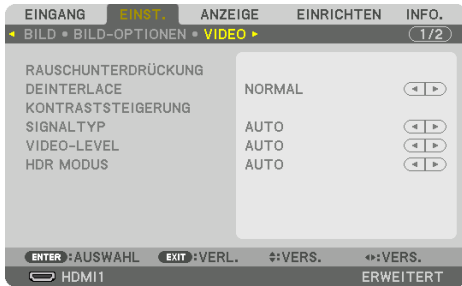 EINGANG EINST. ANZEIGE EINRICHTEN INFO.
◂ BILD • BILD-OPTIONEN • VIDEO ▸ (1/2)
RAUSCHUNTERDRÜCKUNG
DEINTERLACE NORMAL
KONTRASTSTEIGERUNG
SIGNALTYP AUTO
VIDEO-LEVEL AUTO
HDR MODUS AUTO
ENTER:AUSWAHL EXIT:VERL. ♦:VERS. ◂▸:VERS.
HDMI1 ERWEITERT